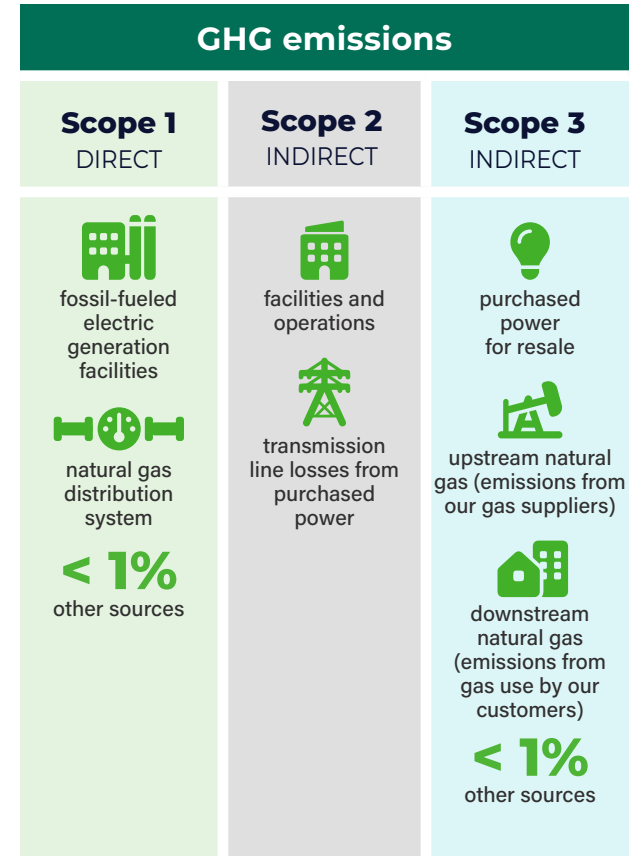 GHG emissions
Scope 1
DIRECT
fossil-fueled
electric
generation
facilities
natural gas
distribution
system
< 1%
other sources
Scope 2
INDIRECT
facilities and
operations
transmission
line losses from
purchased
power
Scope 3
INDIRECT
purchased
power
for resale
upstream natural
gas (emissions from
our gas suppliers)
downstream
natural gas
(emissions from
gas use by our
customers)
< 1%
other sources